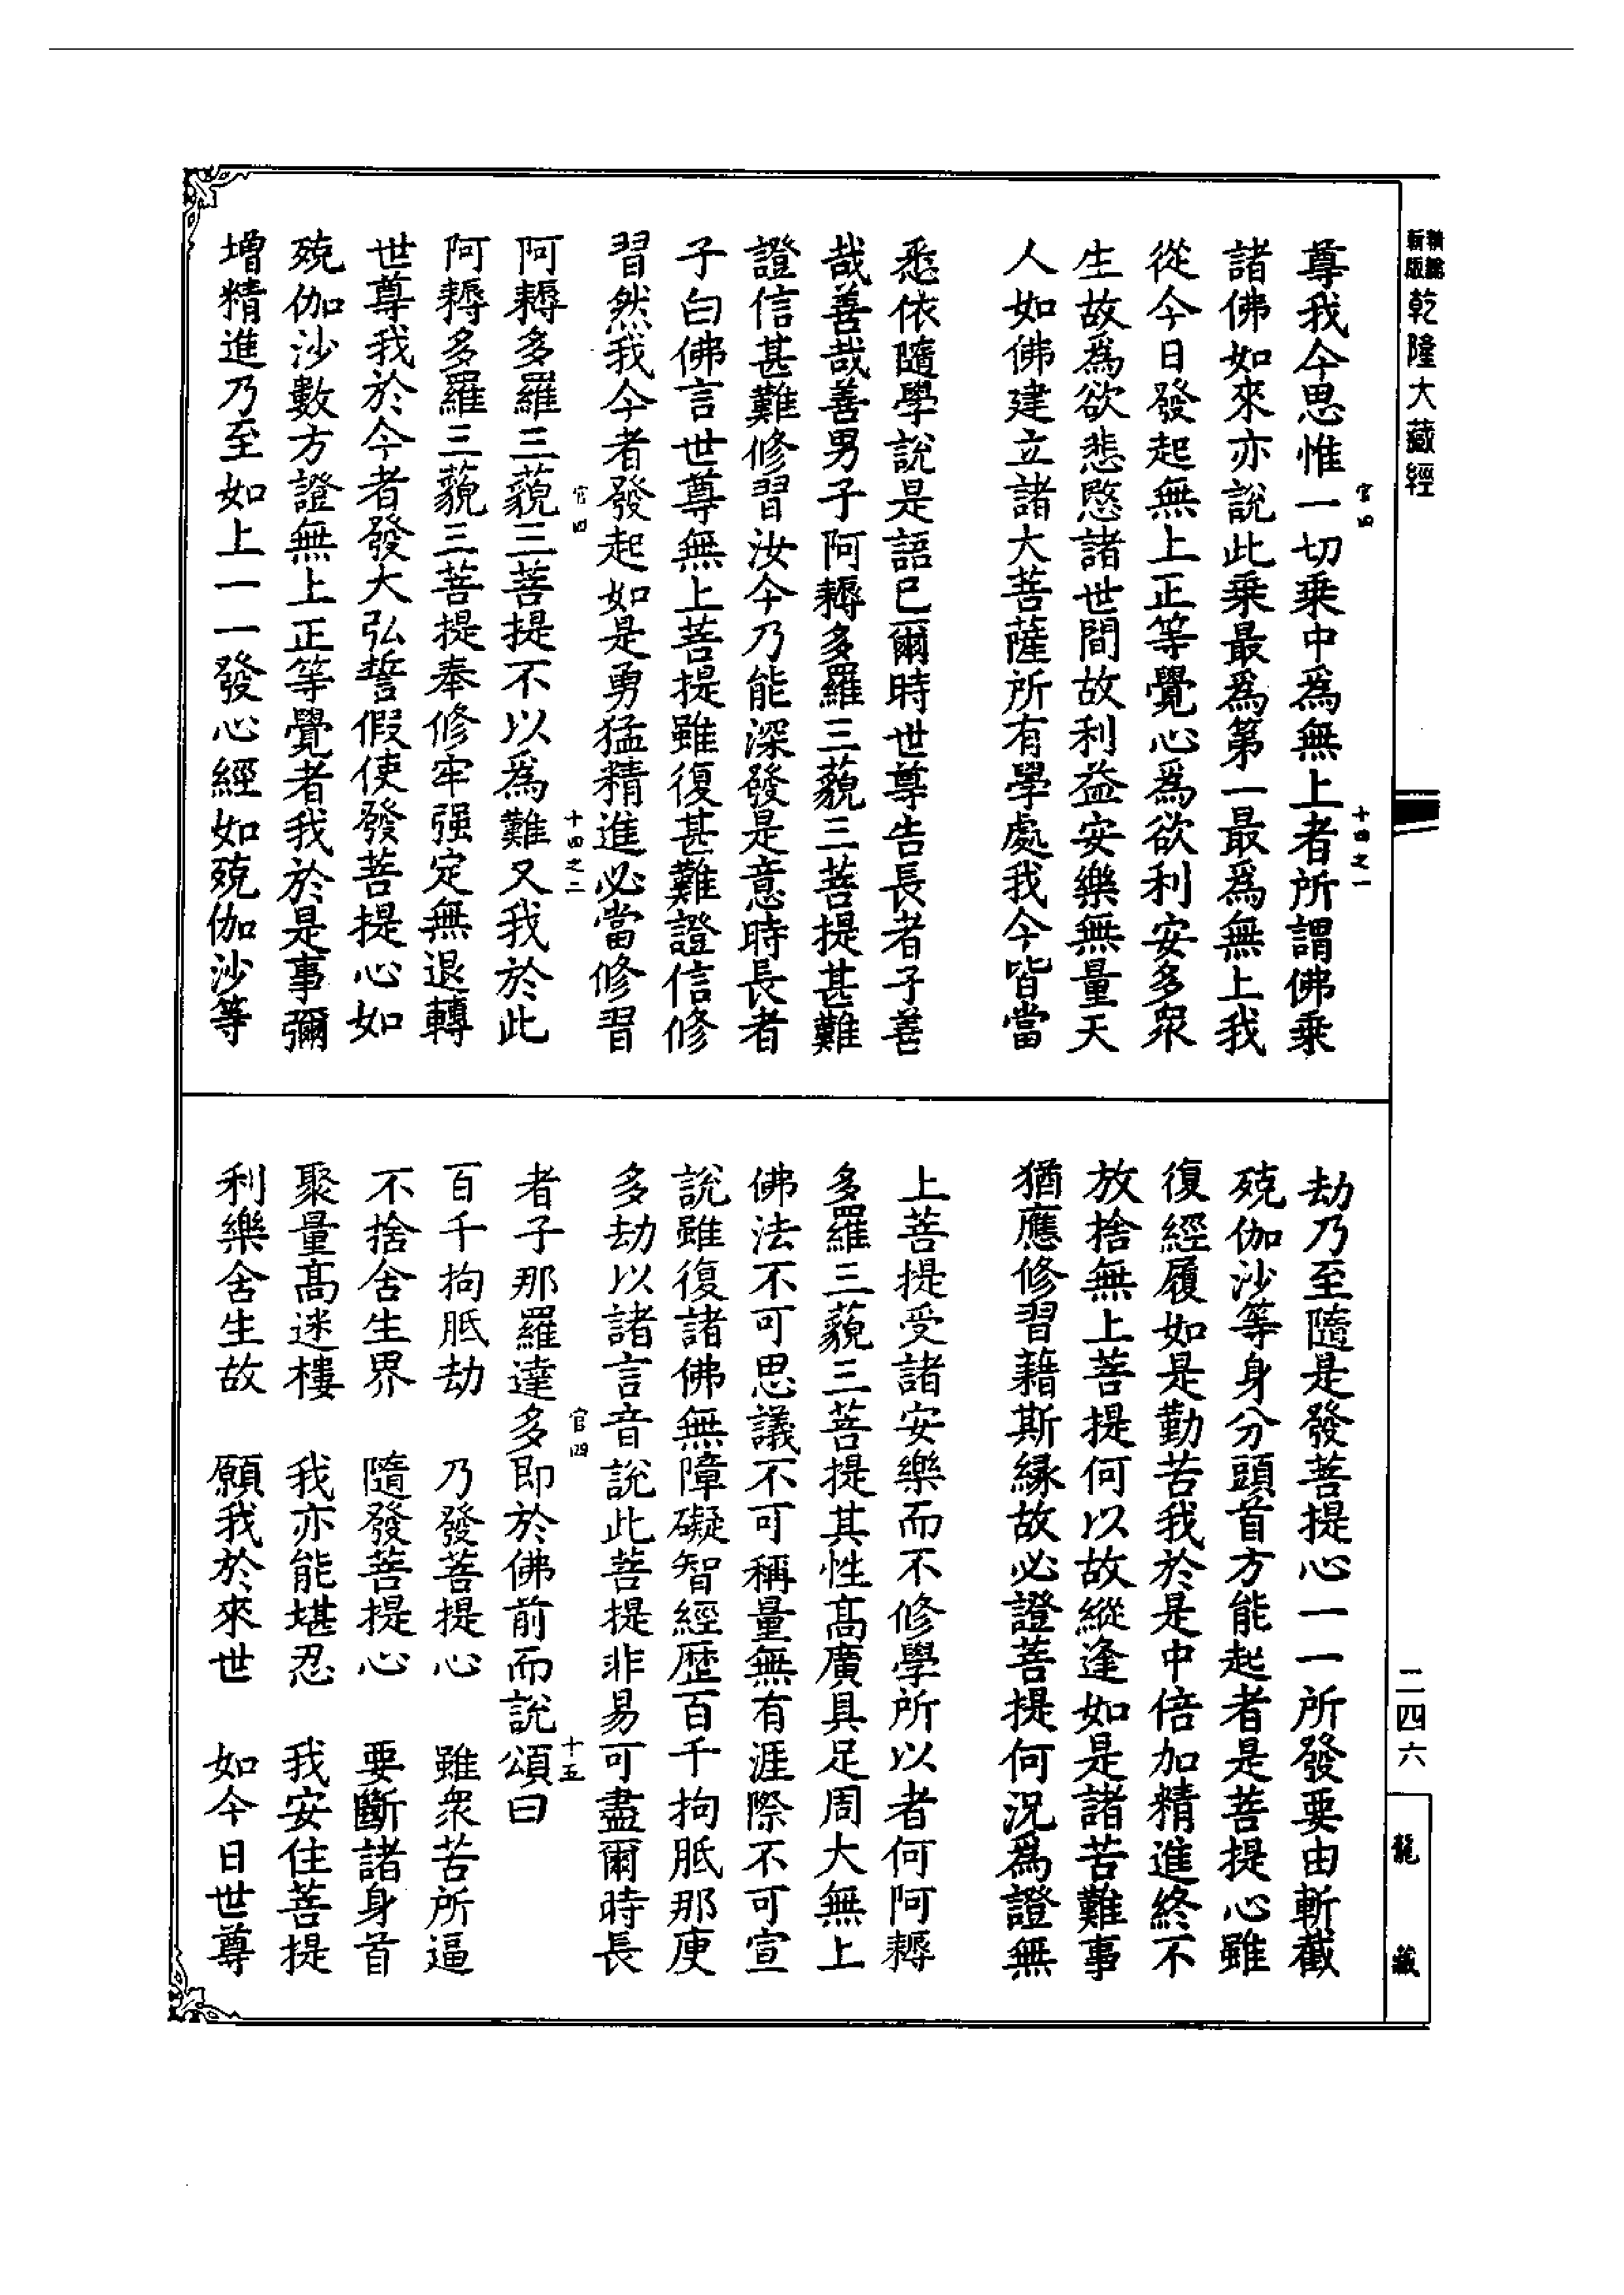 精繕
新版
乾隆大藏經
官四
十四之一
尊我今思惟一切乗中爲無上者所謂佛乗
諸佛如來亦說此乗最爲第一最爲無上我
從今日發起無上正等覺心爲欲利安多衆
生故爲欲悲愍諸世間故利益安樂無量天
人如佛建立諸大菩薩所有學處我今皆當
悉依隨學說是語已爾時世尊告長者子善
哉善哉善男子阿耨多羅三藐三菩提甚難
證信甚難修習汝今乃能深發是意時長者
子白佛言世尊無上菩提雖復甚難證信修
習然我今者發起如是勇猛精進必當修習
官四
十四之二
阿耨多羅三藐三菩提不以爲難又我於此
阿耨多羅三藐三菩提奉修牢强定無退轉
世尊我於今者發大弘誓假使發菩提心如
殑伽沙數方證無上正等覺者我於是事彌
增精進乃至如上一一發心經如殑伽沙等
劫乃至隨是發菩提心一一所發要由斬截
殑伽沙等身分頭首方能起者是菩提心雖
復經履如是勤苦我於是中倍加精進終不
放捨無上菩提何以故縱逢如是諸苦難事
猶應修習藉斯縁故必證菩提何況爲證無
上菩提受諸安樂而不修學所以者何阿耨
多羅三藐三菩提其性髙廣具足周大無上
佛法不可思議不可稱量無有涯際不可宣
說雖復諸佛無障礙智經歴百千拘胝那庾
多劫以諸言音說此菩提非易可盡爾時長
官四
十五
者子那羅達多即於佛前而說頌曰
百千拘胝劫　乃發菩提心　雖衆苦所逼
不捨舍生界　隨發菩提心　要斷諸身首
聚量髙迷樓　我亦能堪忍　我安住菩提
利樂舍生故　願我於來世　如今日世尊
二四六
龍藏